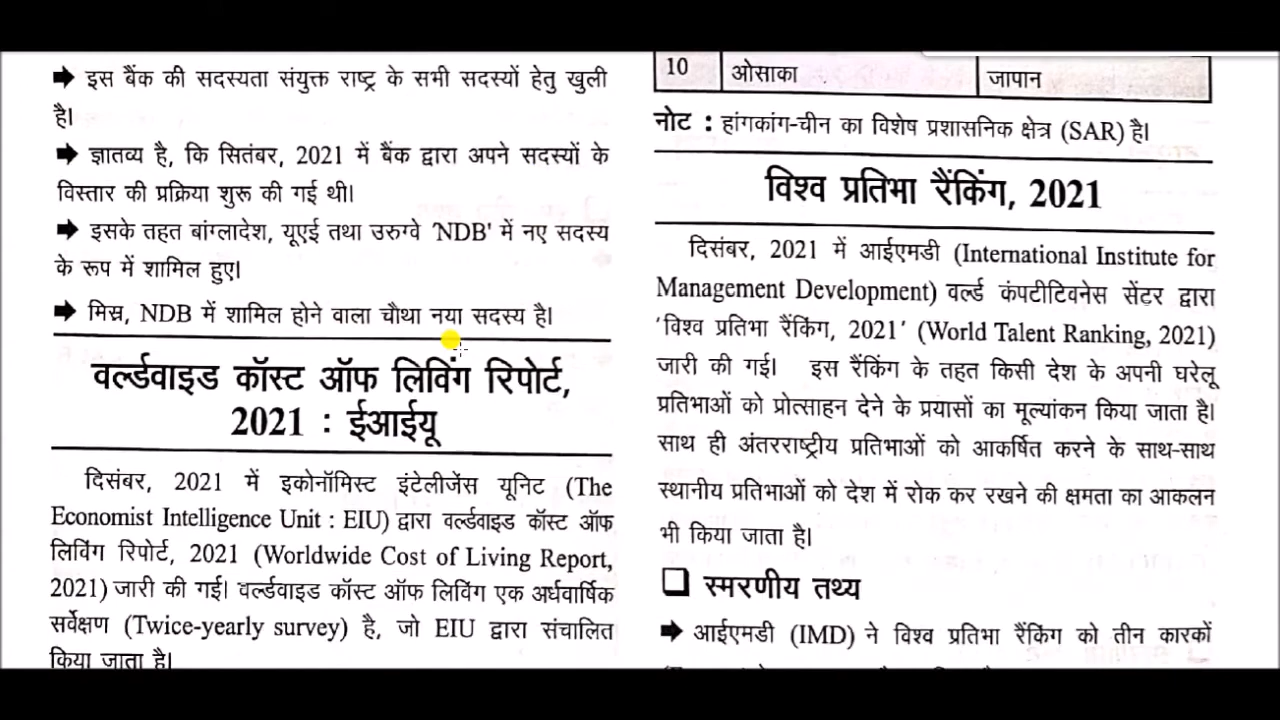 ➡ इस बैंक की सदस्यता संयुक्त राष्ट्र के सभी सदस्यों हेतु खुली
है।
➡ ज्ञातव्य है, कि सितंबर, 2021 में बैंक द्वारा अपने सदस्यों के
विस्तार की प्रक्रिया शुरू की गई थी।
➡ इसके तहत बांग्लादेश, यूएई तथा उरुग्वे 'NDB' में नए सदस्य
के रूप में शामिल हुए।
➡ मिस्र, NDB में शामिल होने वाला चौथा नया सदस्य है।
वर्ल्डवाइड कॉस्ट ऑफ लिविंग रिपोर्ट,
2021 : ईआईयू
दिसंबर, 2021 में इकोनॉमिस्ट इंटेलीजेंस यूनिट (The
Economist Intelligence Unit : EIU) द्वारा वर्ल्डवाइड कॉस्ट ऑफ
लिविंग रिपोर्ट, 2021 (Worldwide Cost of Living Report,
2021) जारी की गई। वर्ल्डवाइड कॉस्ट ऑफ लिविंग एक अर्धवार्षिक
सर्वेक्षण (Twice-yearly survey) है, जो EIU द्वारा संचालित
किया जाता है।
10 ओसाका जापान
नोट : हांगकांग-चीन का विशेष प्रशासनिक क्षेत्र (SAR) है।
विश्व प्रतिभा रैंकिंग, 2021
दिसंबर, 2021 में आईएमडी (International Institute for
Management Development) वर्ल्ड कंपटीटिवनेस सेंटर द्वारा
'विश्व प्रतिभा रैंकिंग, 2021' (World Talent Ranking, 2021)
जारी की गई। इस रैंकिंग के तहत किसी देश के अपनी घरेलू
प्रतिभाओं को प्रोत्साहन देने के प्रयासों का मूल्यांकन किया जाता है।
साथ ही अंतरराष्ट्रीय प्रतिभाओं को आकर्षित करने के साथ-साथ
स्थानीय प्रतिभाओं को देश में रोक कर रखने की क्षमता का आकलन
भी किया जाता है।
❑ स्मरणीय तथ्य
➡ आईएमडी (IMD) ने विश्व प्रतिभा रैंकिंग को तीन कारकों